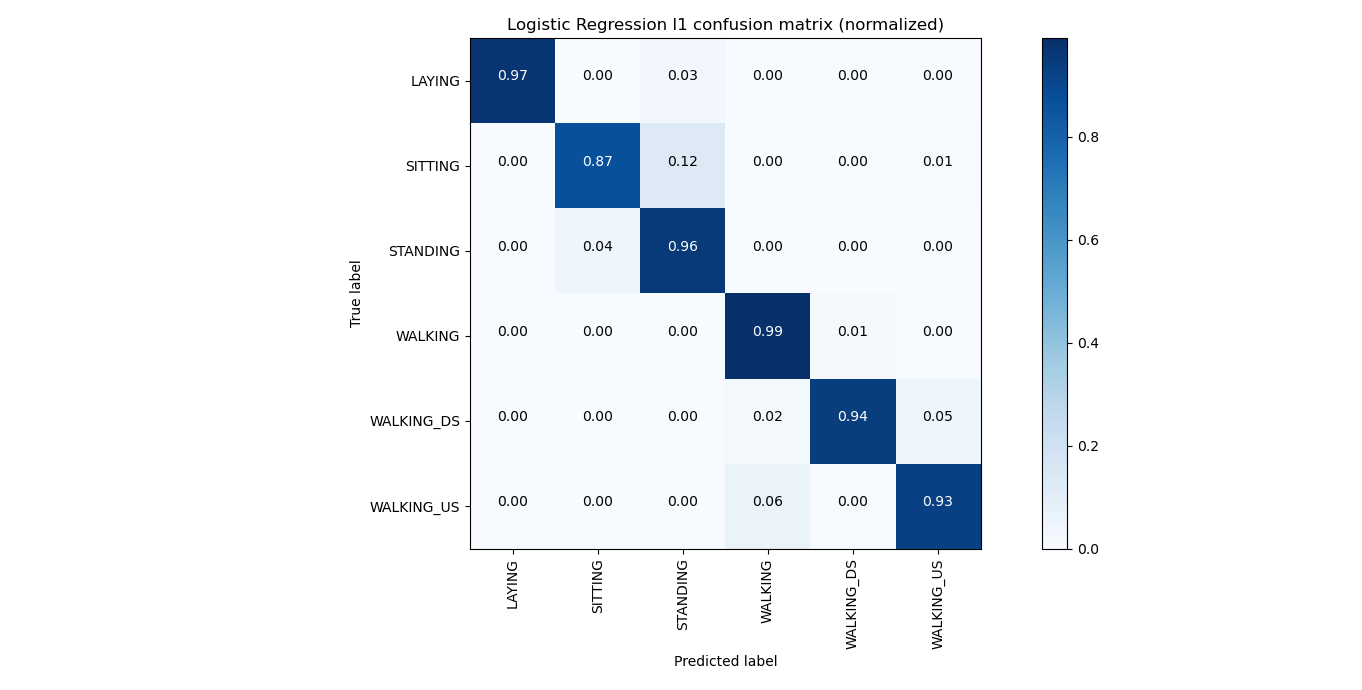 Logistic Regression l1 confusion matrix (normalized)
LAYING 0.97 0.00 0.03 0.00 0.00 0.00
SITTING 0.00 0.87 0.12 0.00 0.00 0.01
STANDING 0.00 0.04 0.96 0.00 0.00 0.00
WALKING 0.00 0.00 0.00 0.99 0.01 0.00
WALKING_DS 0.00 0.00 0.00 0.02 0.94 0.05
WALKING_US 0.00 0.00 0.00 0.06 0.00 0.93
True label
LAYING SITTING STANDING WALKING WALKING_DS WALKING_US
Predicted label
0.8
0.6
0.4
0.2
0.0